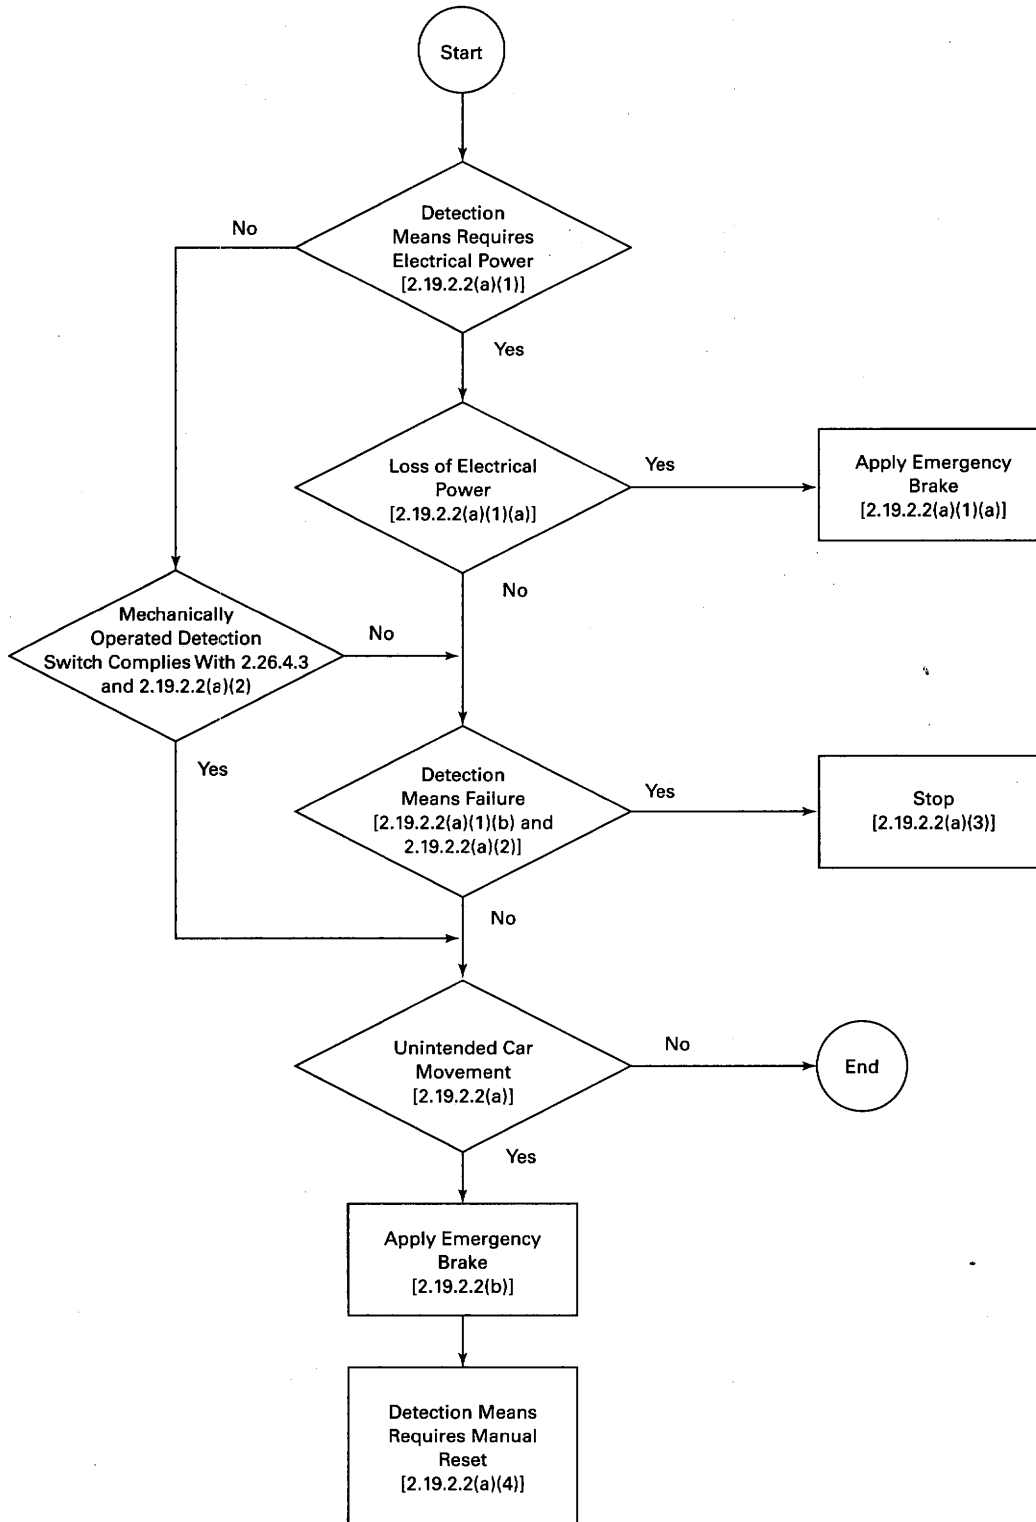 Start
Detection
Means Requires
Electrical Power
[2.19.2.2(a)(1)]
No
Yes
Loss of Electrical
Power
[2.19.2.2(a)(1)(a)]
Yes
Apply Emergency
Brake
[2.19.2.2(a)(1)(a)]
No
Mechanically
Operated Detection
Switch Complies With 2.26.4.3
and 2.19.2.2(a)(2)
No
Yes
Detection
Means Failure
[2.19.2.2(a)(1)(b) and
2.19.2.2(a)(2)]
Yes
Stop
[2.19.2.2(a)(3)]
No
Unintended Car
Movement
[2.19.2.2(a)]
No
End
Yes
Apply Emergency
Brake
[2.19.2.2(b)]
Detection Means
Requires Manual
Reset
[2.19.2.2(a)(4)]